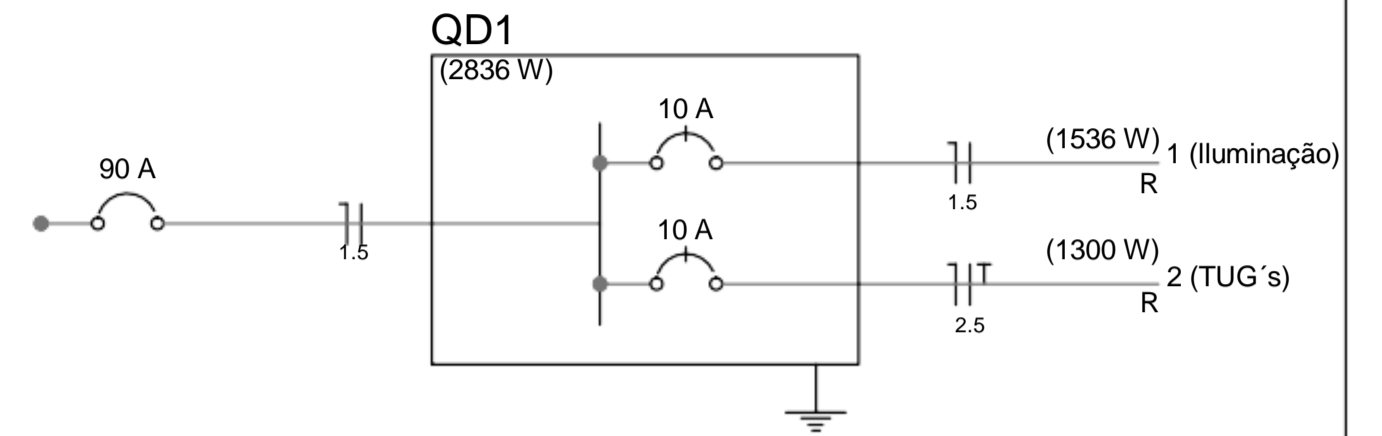 QD1
(2836 W)
10 A
90 A
(1536 W)
1 (Iluminação)
R
1.5
10 A
1.5
(1300 W)
2 (TUG´s)
T
R
2.5